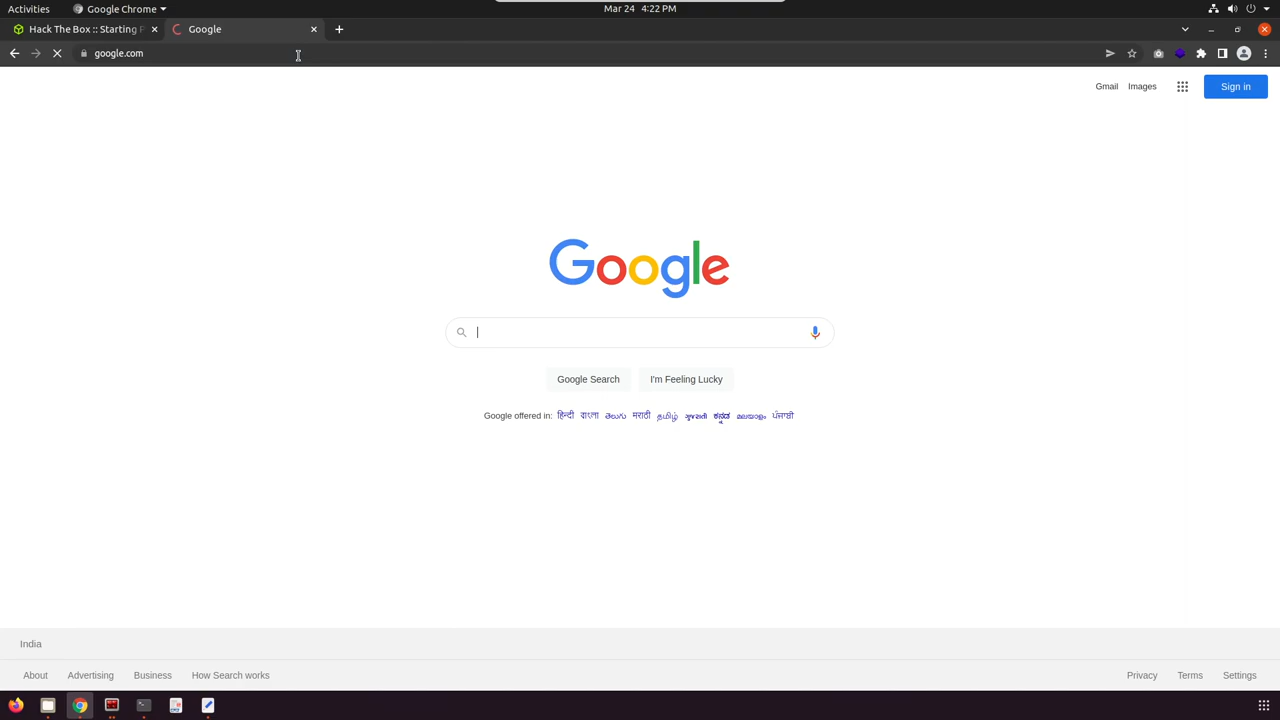 Activities Google Chrome Mar 24 4:22 PM
Hack The Box :: Starting P Google
google.com
Gmail Images Sign in
Google
Google Search I'm Feeling Lucky
Google offered in: हिन्दी বাংলা తెలుగు मराठी தமிழ் ગુજરાતી ಕನ್ನಡ മലയാളം ਪੰਜਾਬੀ
India
About Advertising Business How Search works Privacy Terms Settings